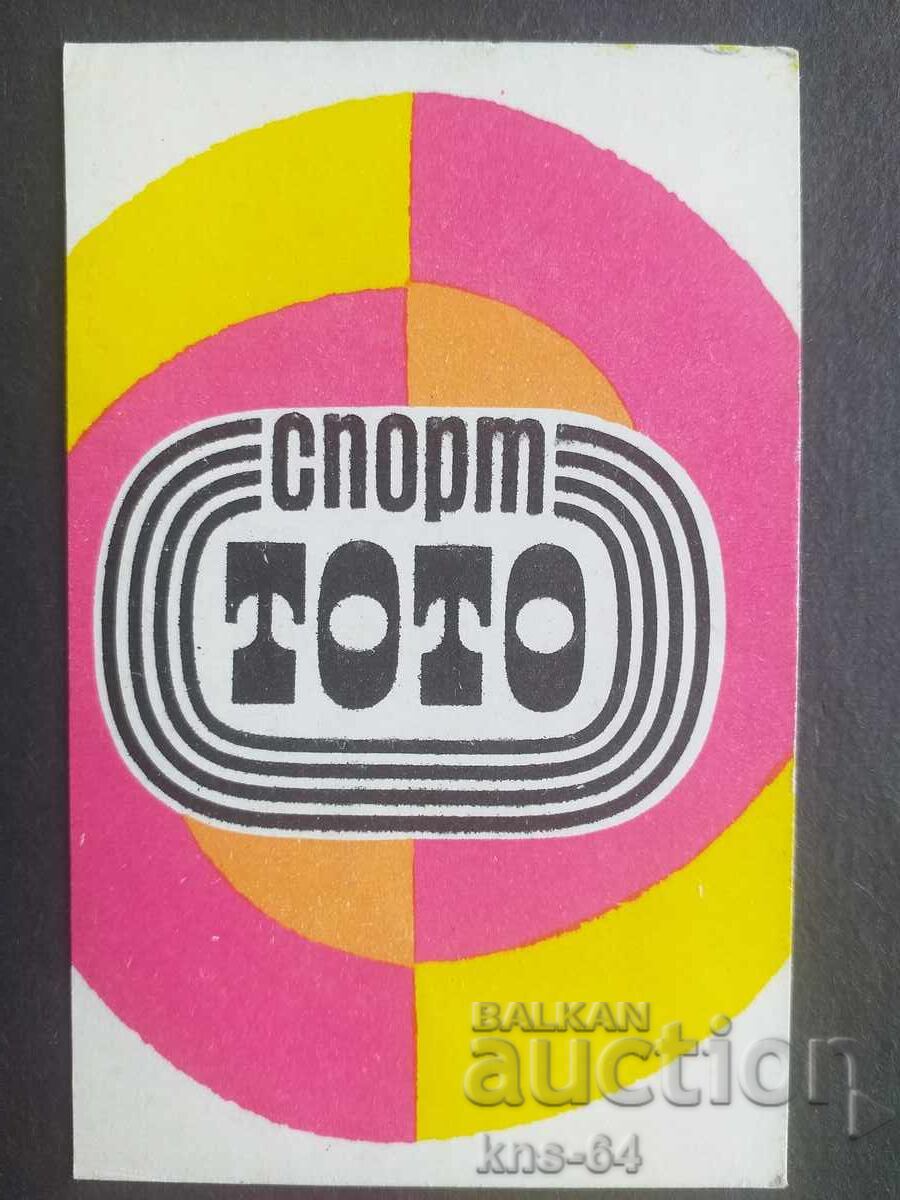 спорт
ТОТО
BALKAN
auction
kns-64